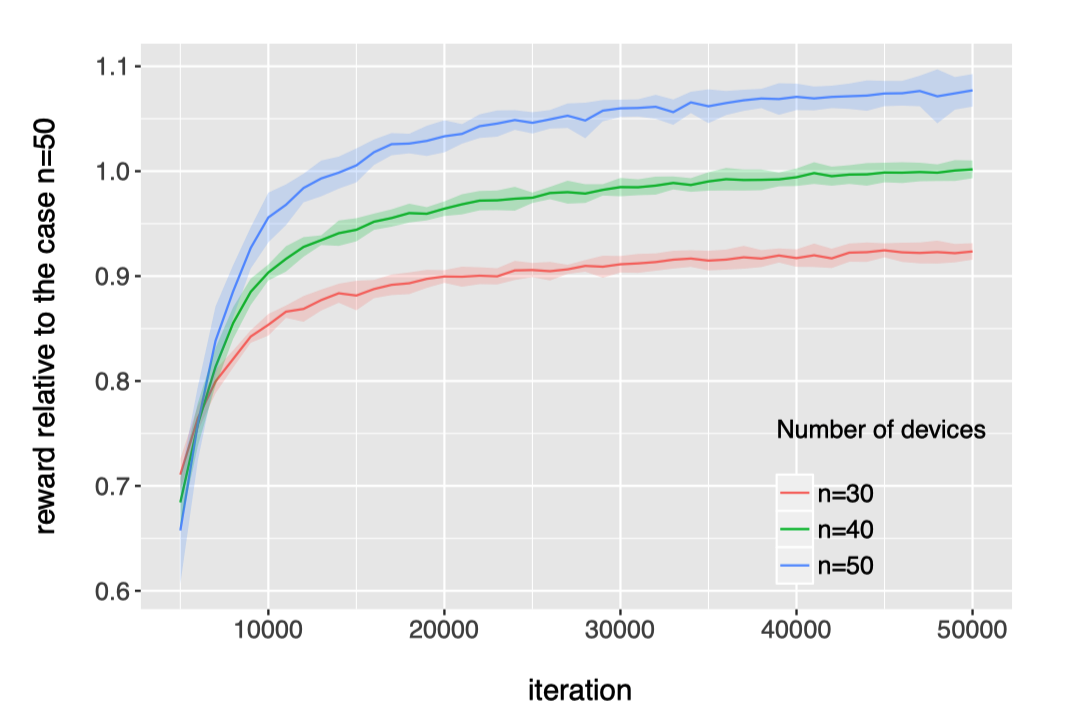 reward relative to the case n=50
1.1
1.0
0.9
0.8
0.7
0.6
Number of devices
n=30
n=40
n=50
10000 20000 30000 40000 50000
iteration